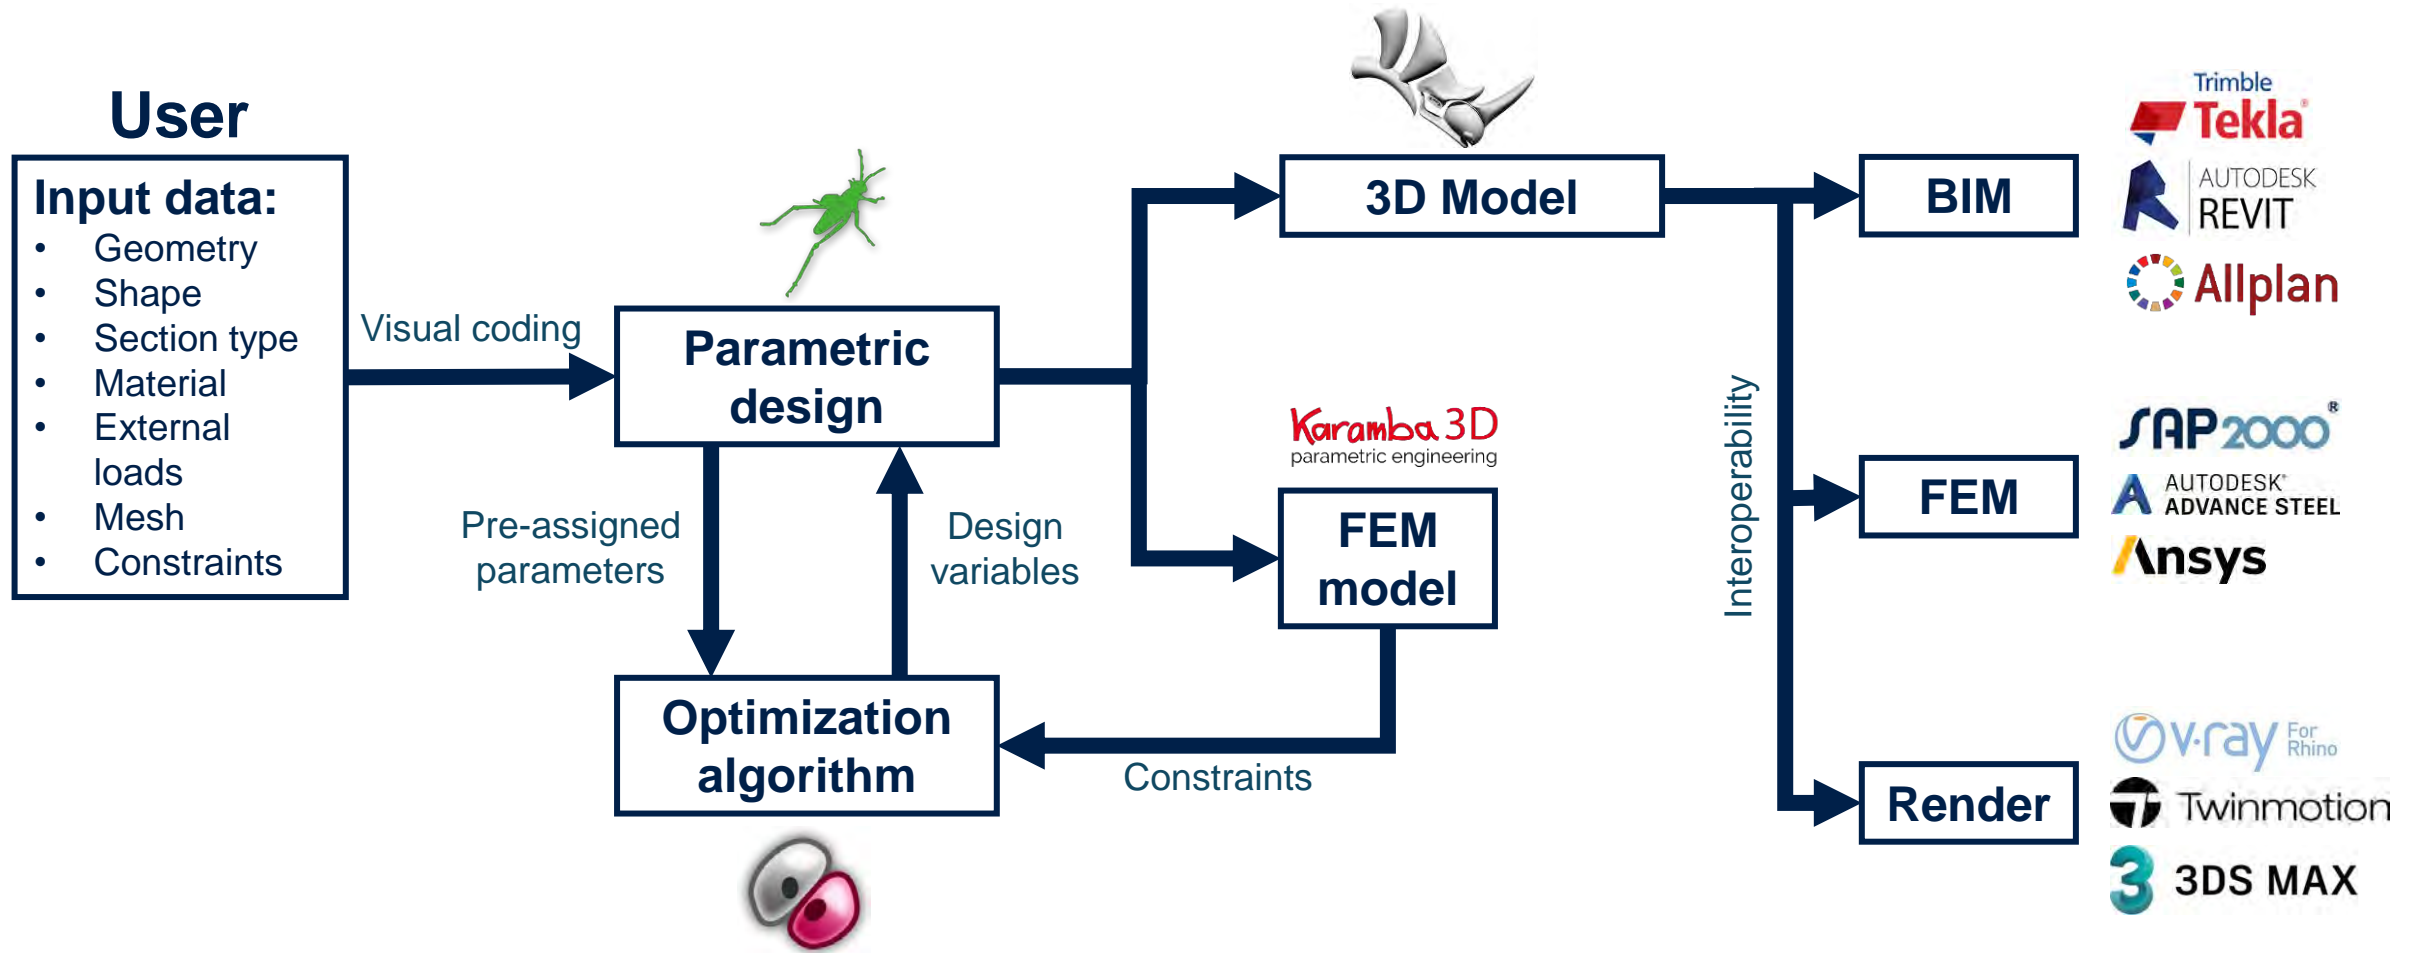 User
Input data:
• Geometry
• Shape
• Section type
• Material
• External
loads
• Mesh
• Constraints
Visual coding
Parametric
design
Pre-assigned
parameters
Design
variables
Optimization
algorithm
3D Model
Karamba 3D
parametric engineering
FEM
model
Constraints
Interoperability
BIM
Trimble
Tekla®
AUTODESK
REVIT
Allplan
FEM
SAP2000®
AUTODESK®
ADVANCE STEEL
Ansys
Render
v·ray For
Rhino
Twinmotion
3DS MAX